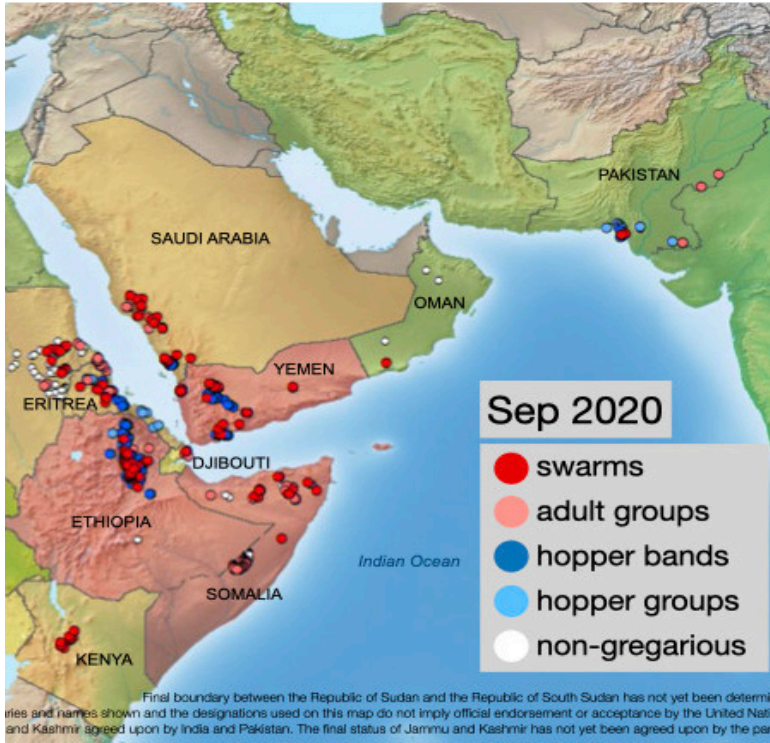 PAKISTAN
SAUDI ARABIA
OMAN
YEMEN
ERITREA
Sep 2020
swarms
DJIBOUTI
adult groups
ETHIOPIA
hopper bands
Indian Ocean
SOMALIA
hopper groups
non-gregarious
KENYA
Final boundary between the Republic of Sudan and the Republic of South Sudan has not yet been determi
ries and names shown and the designations used on this map do not imply official endorsement or acceptance by the United Nati
and Kashmir agreed upon by India and Pakistan. The final status of Jammu and Kashmir has not yet been agreed upon by the par